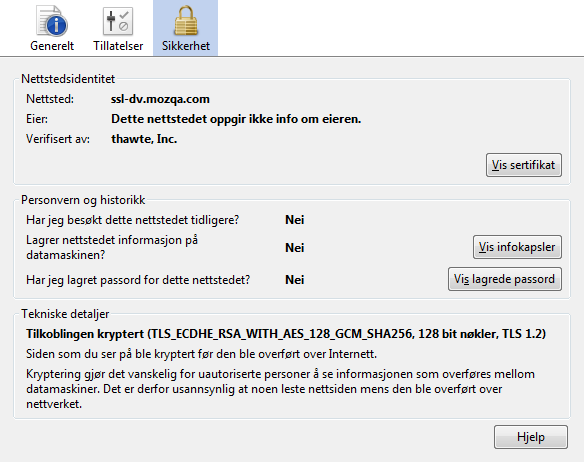 Generelt Tillatelser Sikkerhet
Nettstedsidentitet
Nettsted: ssl-dv.mozqa.com
Eier: Dette nettstedet oppgir ikke info om eieren.
Verifisert av: thawte, Inc.
Vis sertifikat
Personvern og historikk
Har jeg besøkt dette nettstedet tidligere? Nei
Lagrer nettstedet informasjon på
datamaskinen? Nei Vis infokapsler
Har jeg lagret passord for dette nettstedet? Nei Vis lagrede passord
Tekniske detaljer
Tilkoblingen kryptert (TLS_ECDHE_RSA_WITH_AES_128_GCM_SHA256, 128 bit nøkler, TLS 1.2)
Siden som du ser på ble kryptert før den ble overført over Internett.
Kryptering gjør det vanskelig for uautoriserte personer å se informasjonen som overføres mellom
datamaskiner. Det er derfor usannsynlig at noen leste nettsiden mens den ble overført over
nettverket.
Hjelp